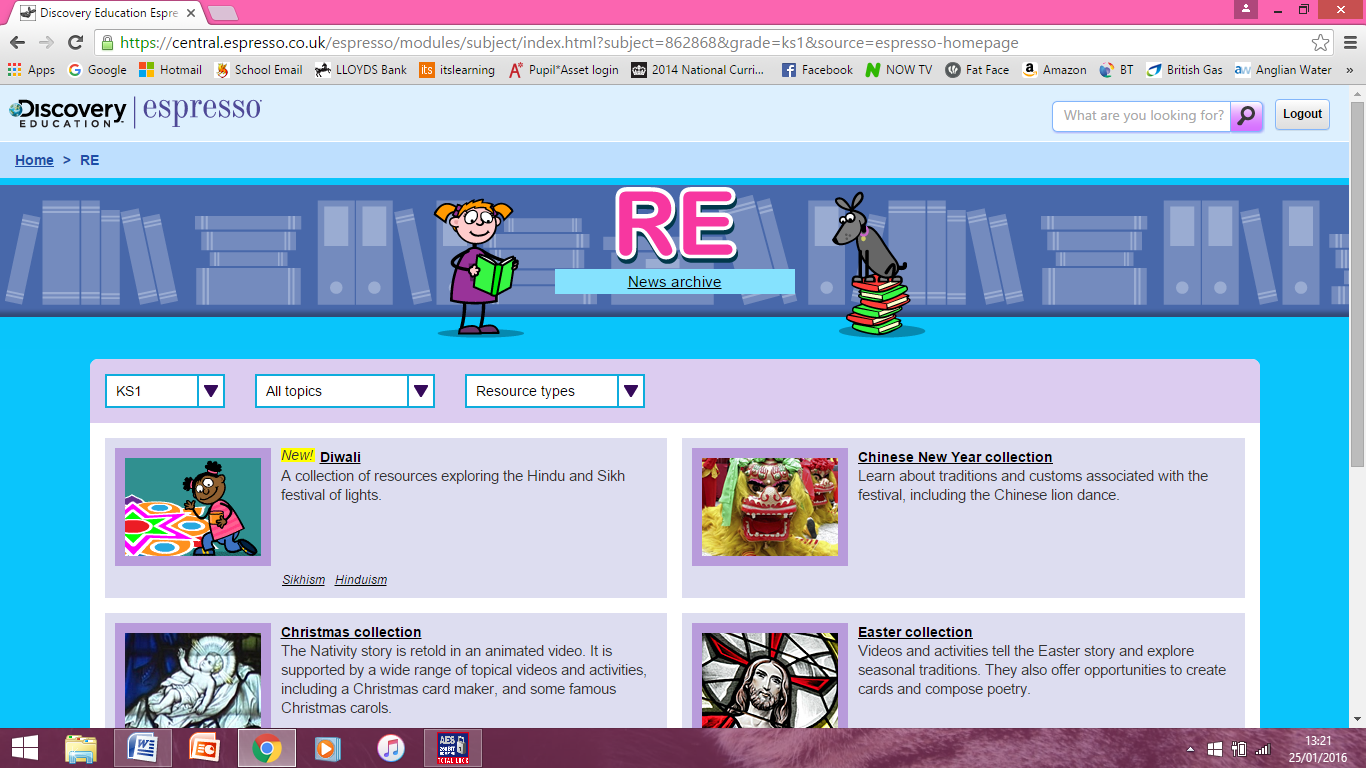 Discovery Education Espre
https://central.espresso.co.uk/espresso/modules/subject/index.html?subject=862868&grade=ks1&source=espresso-homepage
Apps Google Hotmail School Email LLOYDS Bank its itslearning Pupil*Asset login 2014 National Curri... Facebook NOW TV Fat Face Amazon BT British Gas aw Anglian Water »
Discovery EDUCATION espresso
What are you looking for? Logout
Home > RE
RE
News archive
KS1 All topics Resource types
New! Diwali
A collection of resources exploring the Hindu and Sikh
festival of lights.
Sikhism Hinduism
Chinese New Year collection
Learn about traditions and customs associated with the
festival, including the Chinese lion dance.
Christmas collection
The Nativity story is retold in an animated video. It is
supported by a wide range of topical videos and activities,
including a Christmas card maker, and some famous
Christmas carols.
Easter collection
Videos and activities tell the Easter story and explore
seasonal traditions. They also offer opportunities to create
cards and compose poetry.
AES
TOTAL LOCK
13:21
25/01/2016